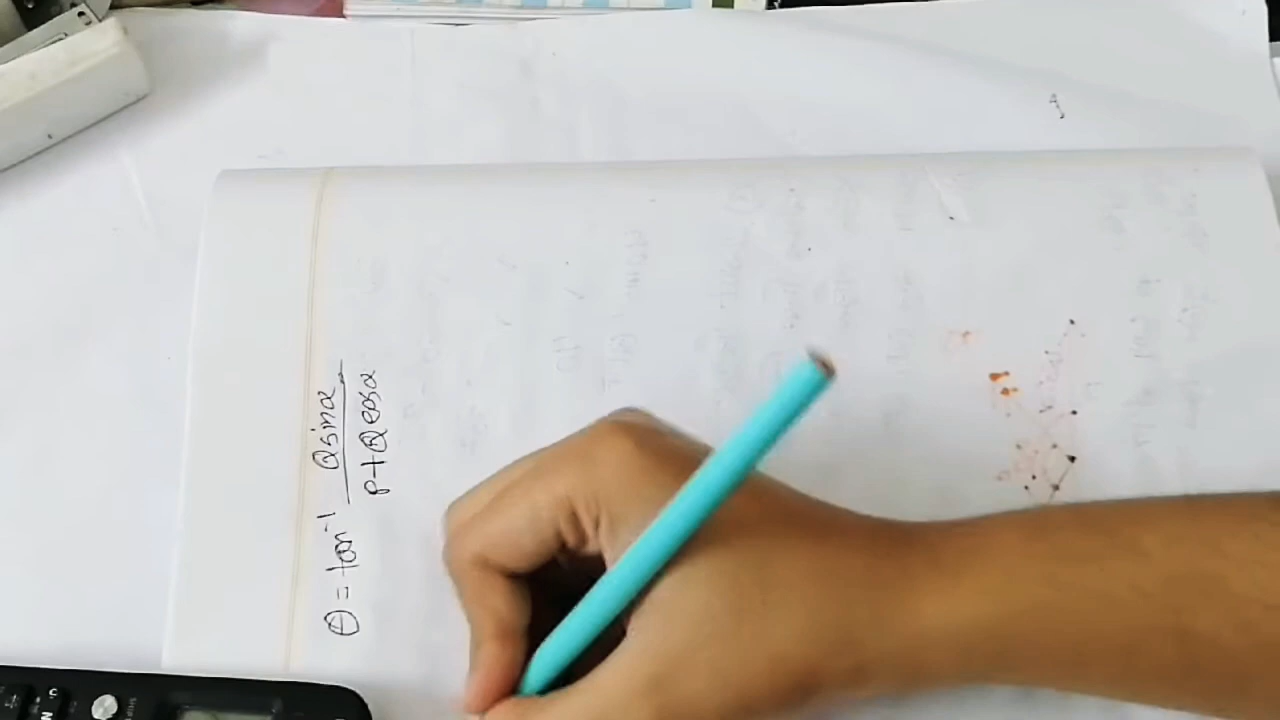 θ = tan⁻¹ Qsinα / P+Qcosα